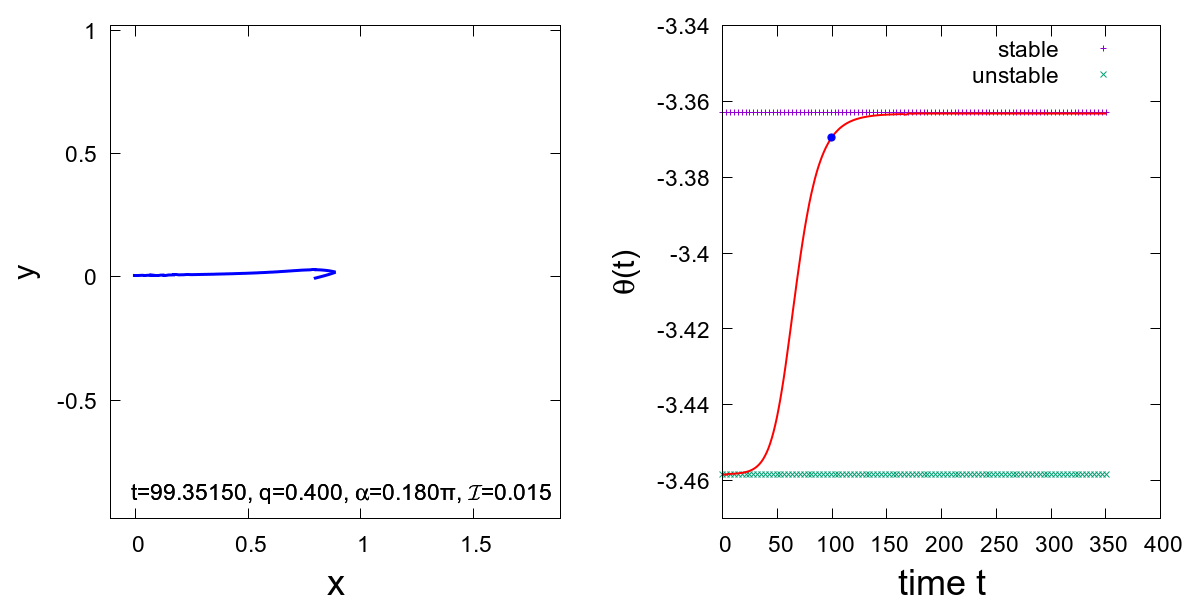 1
0.5
0
-0.5
y
t=99.35150, q=0.400, α=0.180π, ℐ=0.015
0 0.5 1 1.5
x
-3.34
-3.36
-3.38
-3.4
-3.42
-3.44
-3.46
θ(t)
stable
unstable
0 50 100 150 200 250 300 350 400
time t